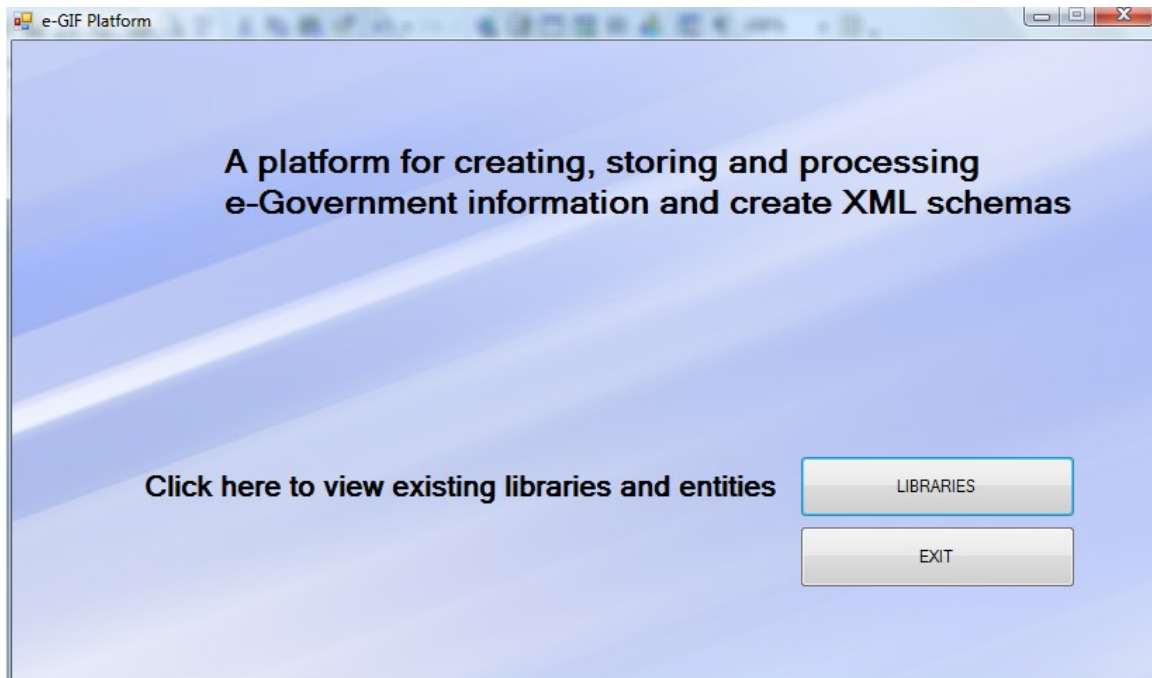 e-GIF Platform
A platform for creating, storing and processing
e-Government information and create XML schemas
Click here to view existing libraries and entities
LIBRARIES
EXIT